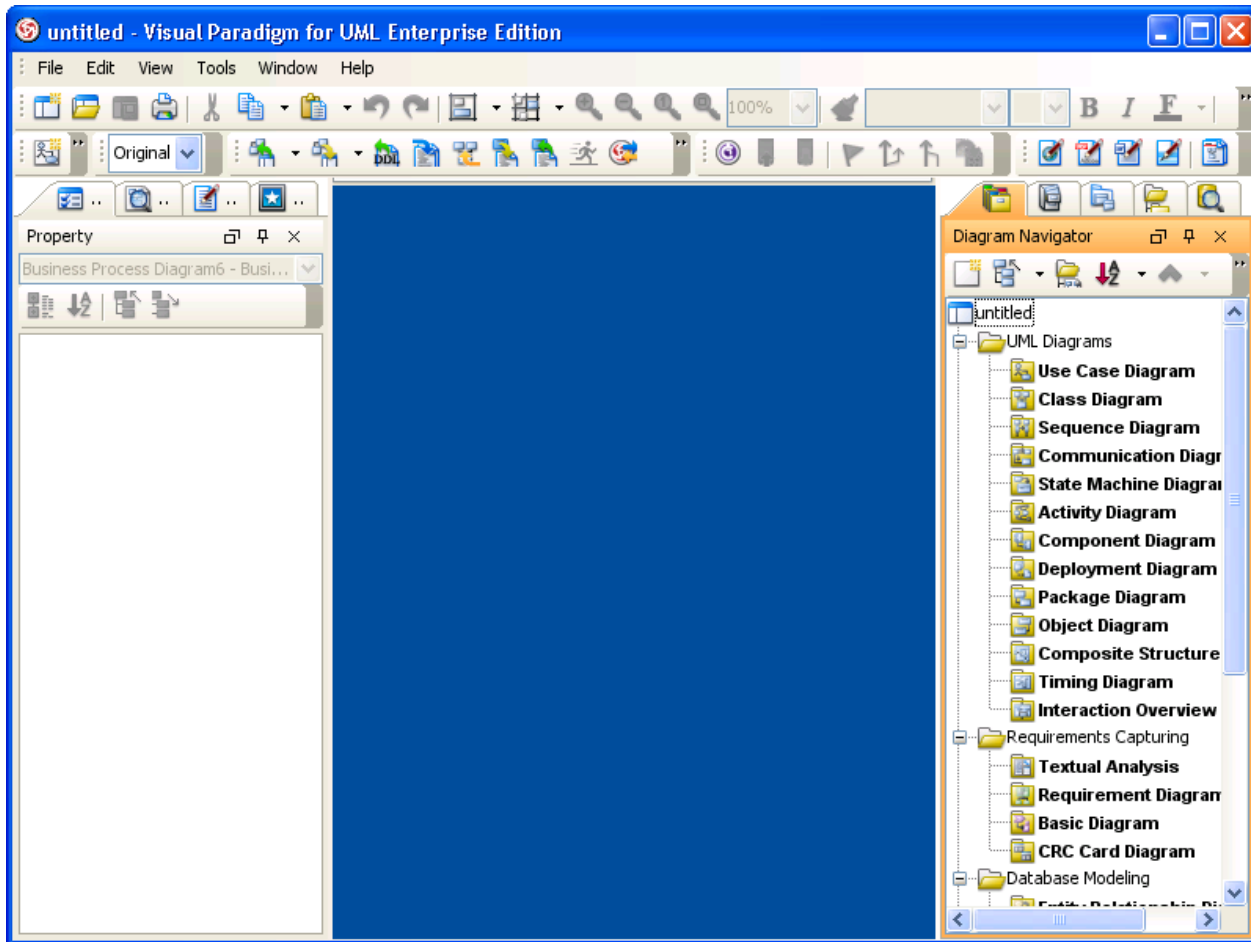 untitled - Visual Paradigm for UML Enterprise Edition
File Edit View Tools Window Help
100% B I F
Original DDL
Property
Business Process Diagram6 - Busi...
Diagram Navigator
untitled
UML Diagrams
Use Case Diagram
Class Diagram
Sequence Diagram
Communication Diagr
State Machine Diagrar
Activity Diagram
Component Diagram
Deployment Diagram
Package Diagram
Object Diagram
Composite Structure
Timing Diagram
Interaction Overview
Requirements Capturing
Textual Analysis
Requirement Diagram
Basic Diagram
CRC Card Diagram
Database Modeling